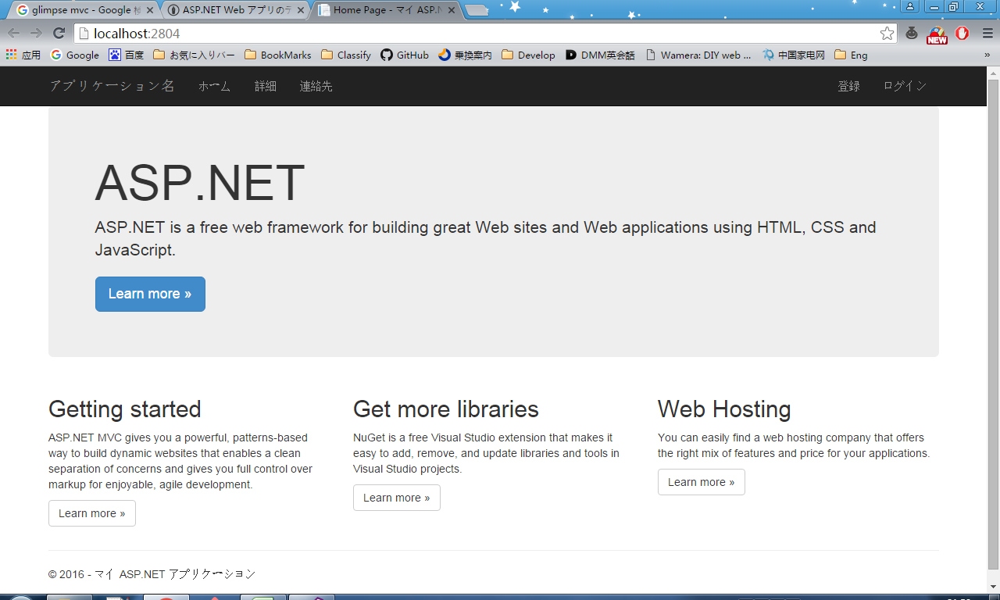 glimpse mvc - Google
ASP.NET Web アプリのデ
Home Page - マイ ASP.N
localhost:2804
应用 Google 百度 お気に入りバー BookMarks Classify GitHub 乗換案内 Develop DMM英会話 Wamera: DIY web ... 中国家电网 Eng »
NEW
アプリケーション名 ホーム 詳細 連絡先 登録 ログイン
ASP.NET
ASP.NET is a free web framework for building great Web sites and Web applications using HTML, CSS and
JavaScript.
Learn more »
Getting started
ASP.NET MVC gives you a powerful, patterns-based
way to build dynamic websites that enables a clean
separation of concerns and gives you full control over
markup for enjoyable, agile development.
Learn more »
Get more libraries
NuGet is a free Visual Studio extension that makes it
easy to add, remove, and update libraries and tools in
Visual Studio projects.
Learn more »
Web Hosting
You can easily find a web hosting company that offers
the right mix of features and price for your applications.
Learn more »
© 2016 - マイ ASP.NET アプリケーション